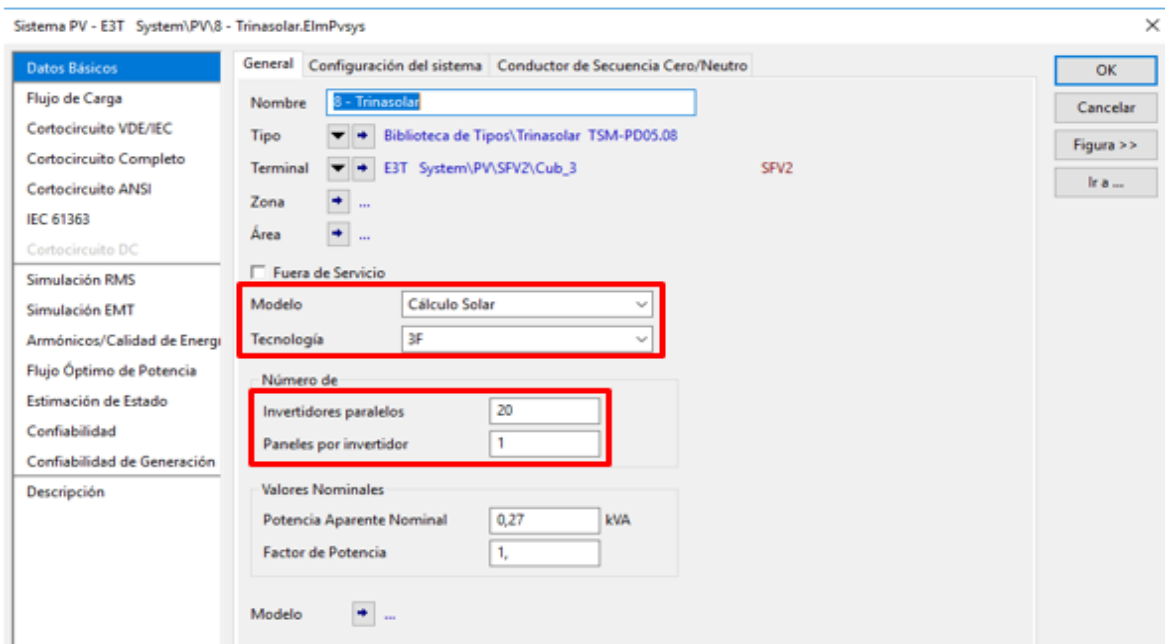 Sistema PV - E3T System\PV\8 - Trinasolar.ElmPvsys
Datos Básicos
Flujo de Carga
Cortocircuito VDE/IEC
Cortocircuito Completo
Cortocircuito ANSI
IEC 61363
Cortocircuito DC
Simulación RMS
Simulación EMT
Armónicos/Calidad de Energi
Flujo Óptimo de Potencia
Estimación de Estado
Confiabilidad
Confiabilidad de Generación
Descripción
General Configuración del sistema Conductor de Secuencia Cero/Neutro
Nombre 8 - Trinasolar
Tipo Biblioteca de Tipos\Trinasolar TSM-PD05.08
Terminal E3T System\PV\SFV2\Cub_3 SFV2
Zona ...
Área ...
Fuera de Servicio
Modelo Cálculo Solar
Tecnología 3F
Número de
Invertidores paralelos 20
Paneles por invertidor 1
Valores Nominales
Potencia Aparente Nominal 0,27 kVA
Factor de Potencia 1,
Modelo ...
OK
Cancelar
Figura >>
Ir a ...